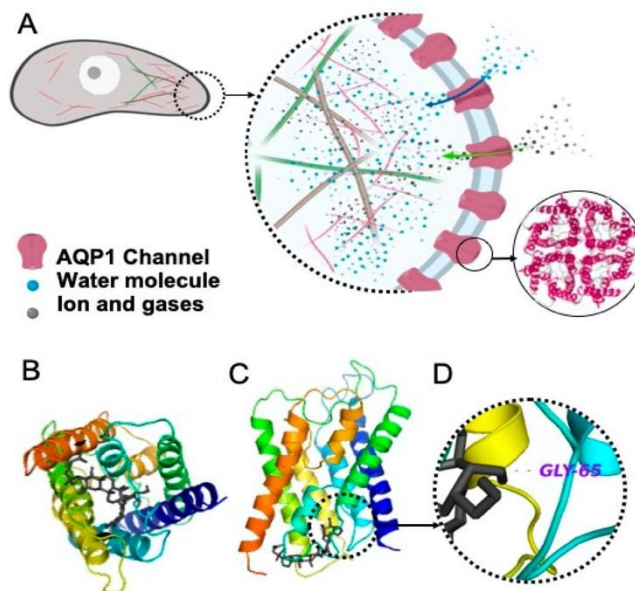 A
AQP1 Channel
Water molecule
Ion and gases
B
C
D
GLY-65